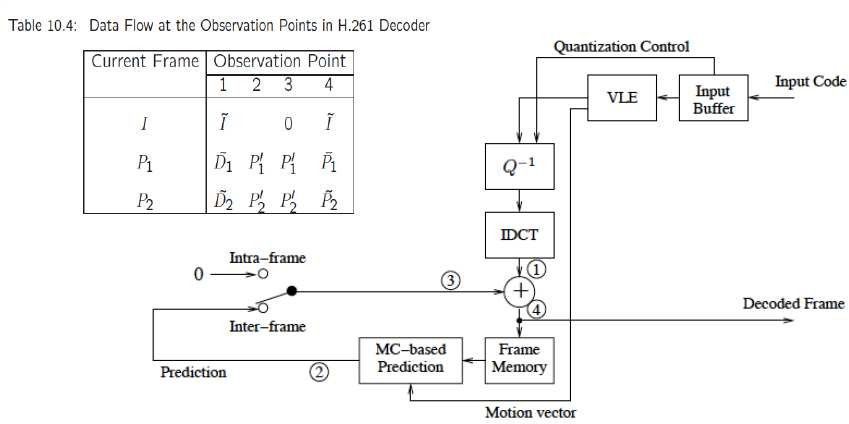 Table 10.4: Data Flow at the Observation Points in H.261 Decoder
Current Frame Observation Point
1 2 3 4
I Ĩ 0 Ĩ
P₁ D̃₁ P′₁ P′₁ P̃₁
P₂ D̃₂ P′₂ P′₂ P̃₂
Quantization Control
Input Code
VLE
Input
Buffer
Q⁻¹
IDCT
①
Intra–frame
0
③
+
④
Decoded Frame
Inter–frame
MC–based
Prediction
Frame
Memory
Prediction
②
Motion vector